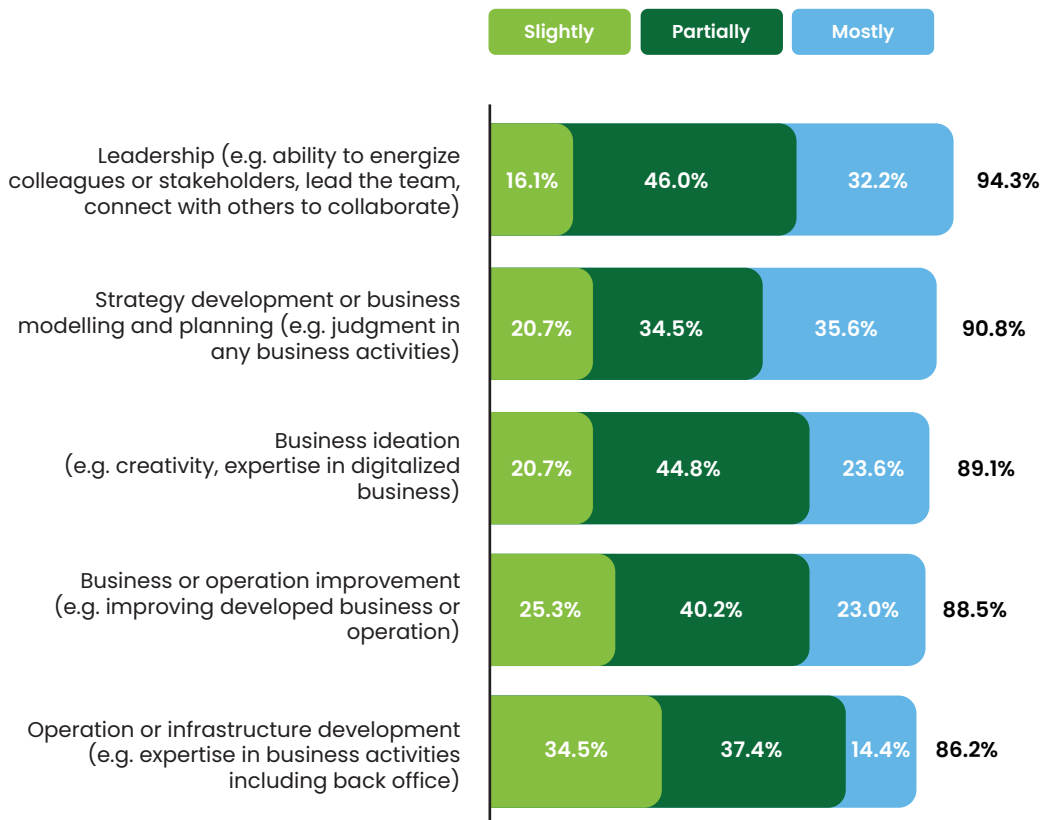 Slightly Partially Mostly
Leadership (e.g. ability to energize
colleagues or stakeholders, lead the team,
connect with others to collaborate)
16.1% 46.0% 32.2% 94.3%
Strategy development or business
modelling and planning (e.g. judgment in
any business activities)
20.7% 34.5% 35.6% 90.8%
Business ideation
(e.g. creativity, expertise in digitalized
business)
20.7% 44.8% 23.6% 89.1%
Business or operation improvement
(e.g. improving developed business or
operation)
25.3% 40.2% 23.0% 88.5%
Operation or infrastructure development
(e.g. expertise in business activities
including back office)
34.5% 37.4% 14.4% 86.2%